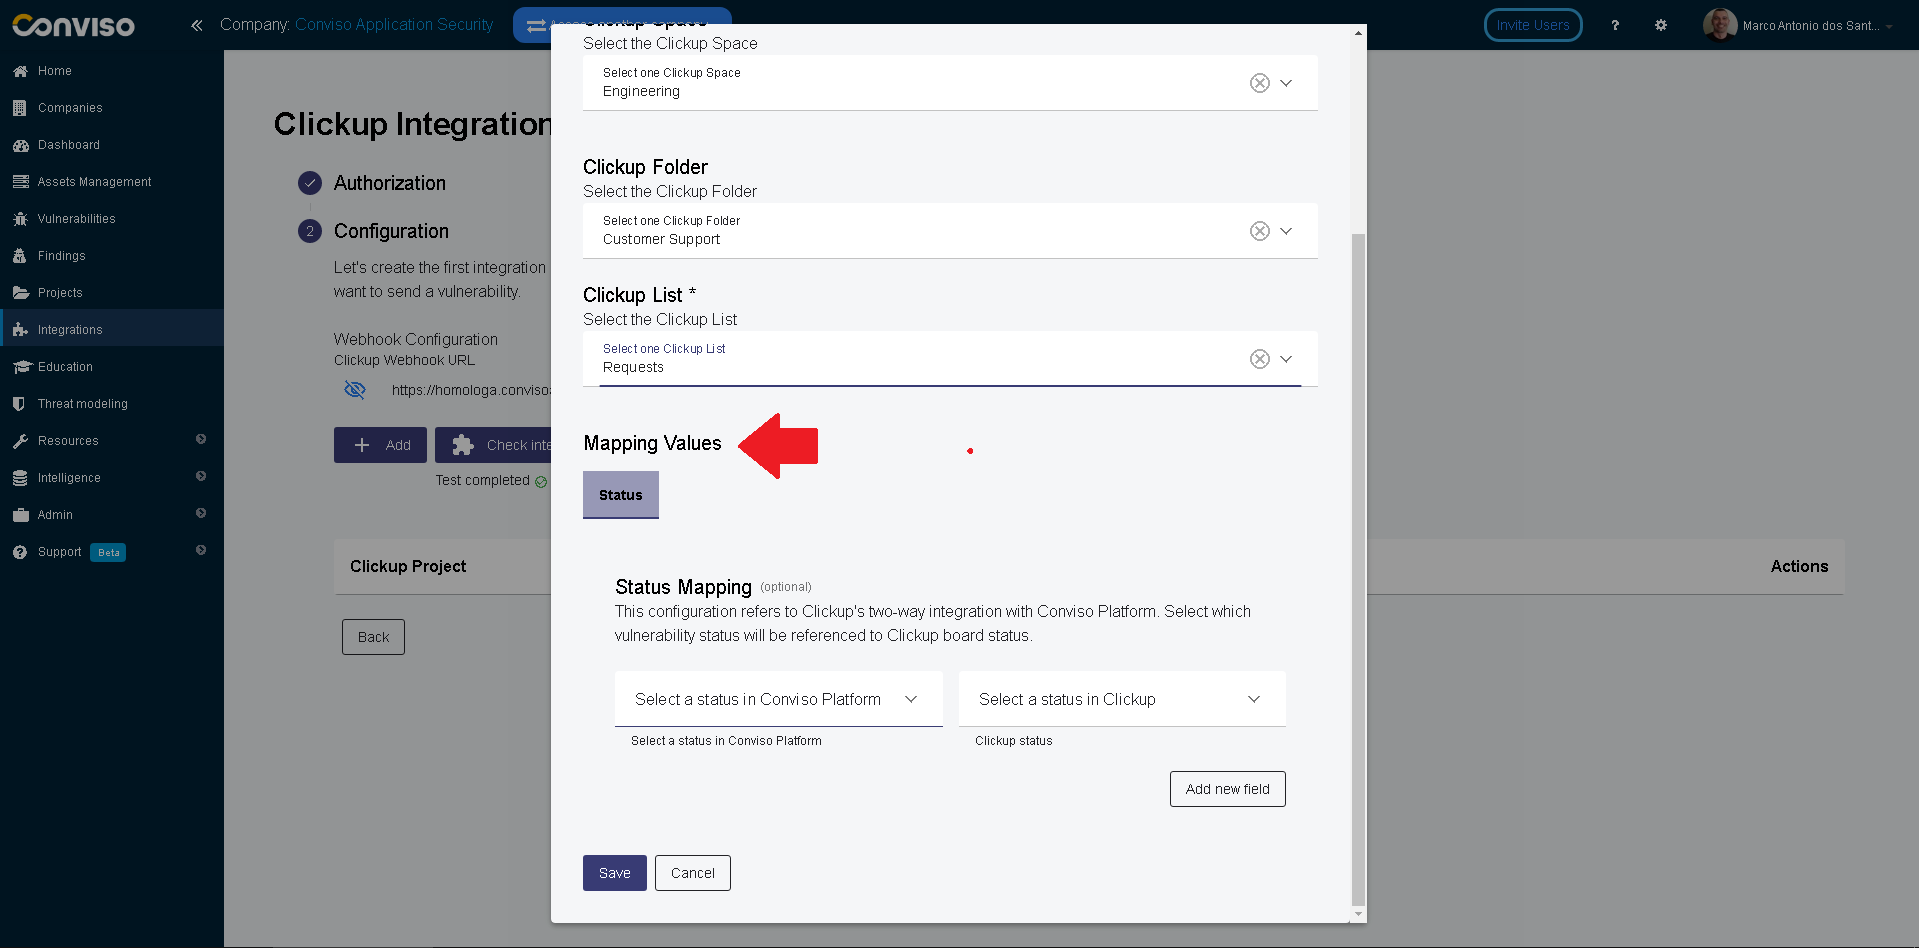 Conviso
Company: Conviso Application Security
Invite Users
?
Marco Antonio dos Sant...
Home
Companies
Dashboard
Assets Management
Vulnerabilities
Findings
Projects
Integrations
Education
Threat modeling
Resources
Intelligence
Admin
Support Beta
Clickup Integration
Authorization
2 Configuration
Let's create the first integration
want to send a vulnerability.
Webhook Configuration
Clickup Webhook URL
https://homologa.conviso
Add
Check inte
Test completed
Clickup Project
Actions
Back
Select the Clickup Space
Select one Clickup Space
Engineering
Clickup Folder
Select the Clickup Folder
Select one Clickup Folder
Customer Support
Clickup List *
Select the Clickup List
Select one Clickup List
Requests
Mapping Values
Status
Status Mapping (optional)
This configuration refers to Clickup's two-way integration with Conviso Platform. Select which
vulnerability status will be referenced to Clickup board status.
Select a status in Conviso Platform
Select a status in Clickup
Select a status in Conviso Platform
Clickup status
Add new field
Save
Cancel